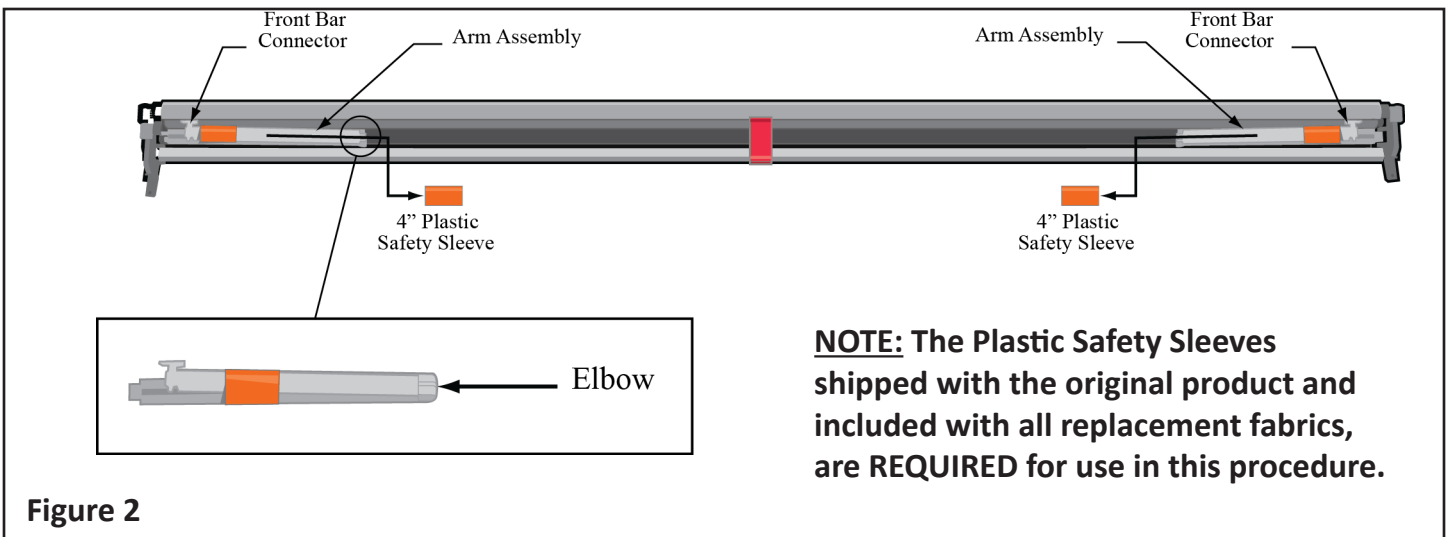 Front Bar
Connector
Arm Assembly
Arm Assembly
Front Bar
Connector
4” Plastic
Safety Sleeve
4” Plastic
Safety Sleeve
Elbow
NOTE: The Plastic Safety Sleeves
shipped with the original product and
included with all replacement fabrics,
are REQUIRED for use in this procedure.
Figure 2